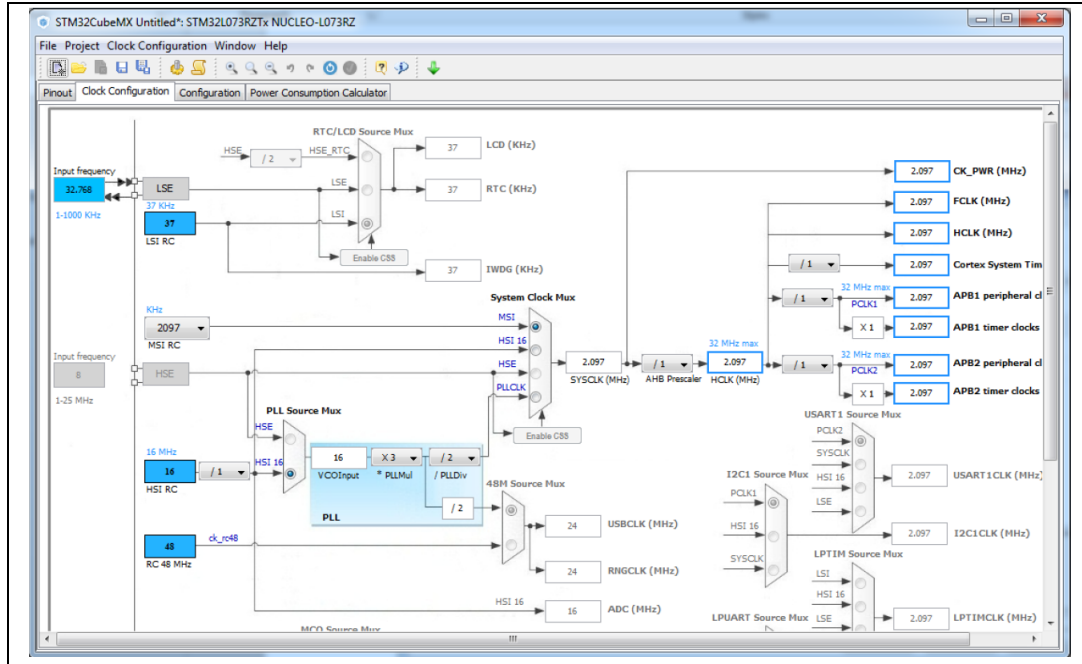 STM32CubeMX Untitled*: STM32L073RZTx NUCLEO-L073RZ
File Project Clock Configuration Window Help
Pinout Clock Configuration Configuration Power Consumption Calculator
RTC/LCD Source Mux
HSE / 2 HSE_RTC 37 LCD (KHz)
Input frequency
32.768 LSE LSE 37 RTC (KHz)
1-1000 KHz
37 KHz
37 LSI
LSI RC
Enable CSS
37 IWDG (KHz)
2.097 CK_PWR (MHz)
2.097 FCLK (MHz)
2.097 HCLK (MHz)
/ 1 2.097 Cortex System Tim
32 MHz max
/ 1 PCLK1 2.097 APB1 peripheral cl
X 1 2.097 APB1 timer clocks
System Clock Mux
KHz
2097 MSI
MSI RC
HSI 16
Input frequency
8 HSE HSE
1-25 MHz
PLLCLK
2.097 / 1 32 MHz max 2.097
SYSCLK (MHz) AHB Prescaler HCLK (MHz)
32 MHz max
/ 1 PCLK2 2.097 APB2 peripheral cl
X 1 2.097 APB2 timer clocks
Enable CSS
PLL Source Mux
HSE
16 MHz
16 / 1 HSI 16
HSI RC
16 X 3 / 2
VCOInput * PLLMul / PLLDiv
/ 2
PLL
48M Source Mux
24 USBCLK (MHz)
48 ck_rc48
RC 48 MHz
24 RNGCLK (MHz)
HSI 16 16 ADC (MHz)
MCO Source Mux
USART1 Source Mux
PCLK2
SYSCLK
HSI 16 2.097 USART1CLK (MHz)
LSE
I2C1 Source Mux
PCLK1
HSI 16 2.097 I2C1CLK (MHz)
SYSCLK
LPTIM Source Mux
LSI
HSI 16
LSE 2.097 LPTIMCLK (MHz)
LPUART Source Mux